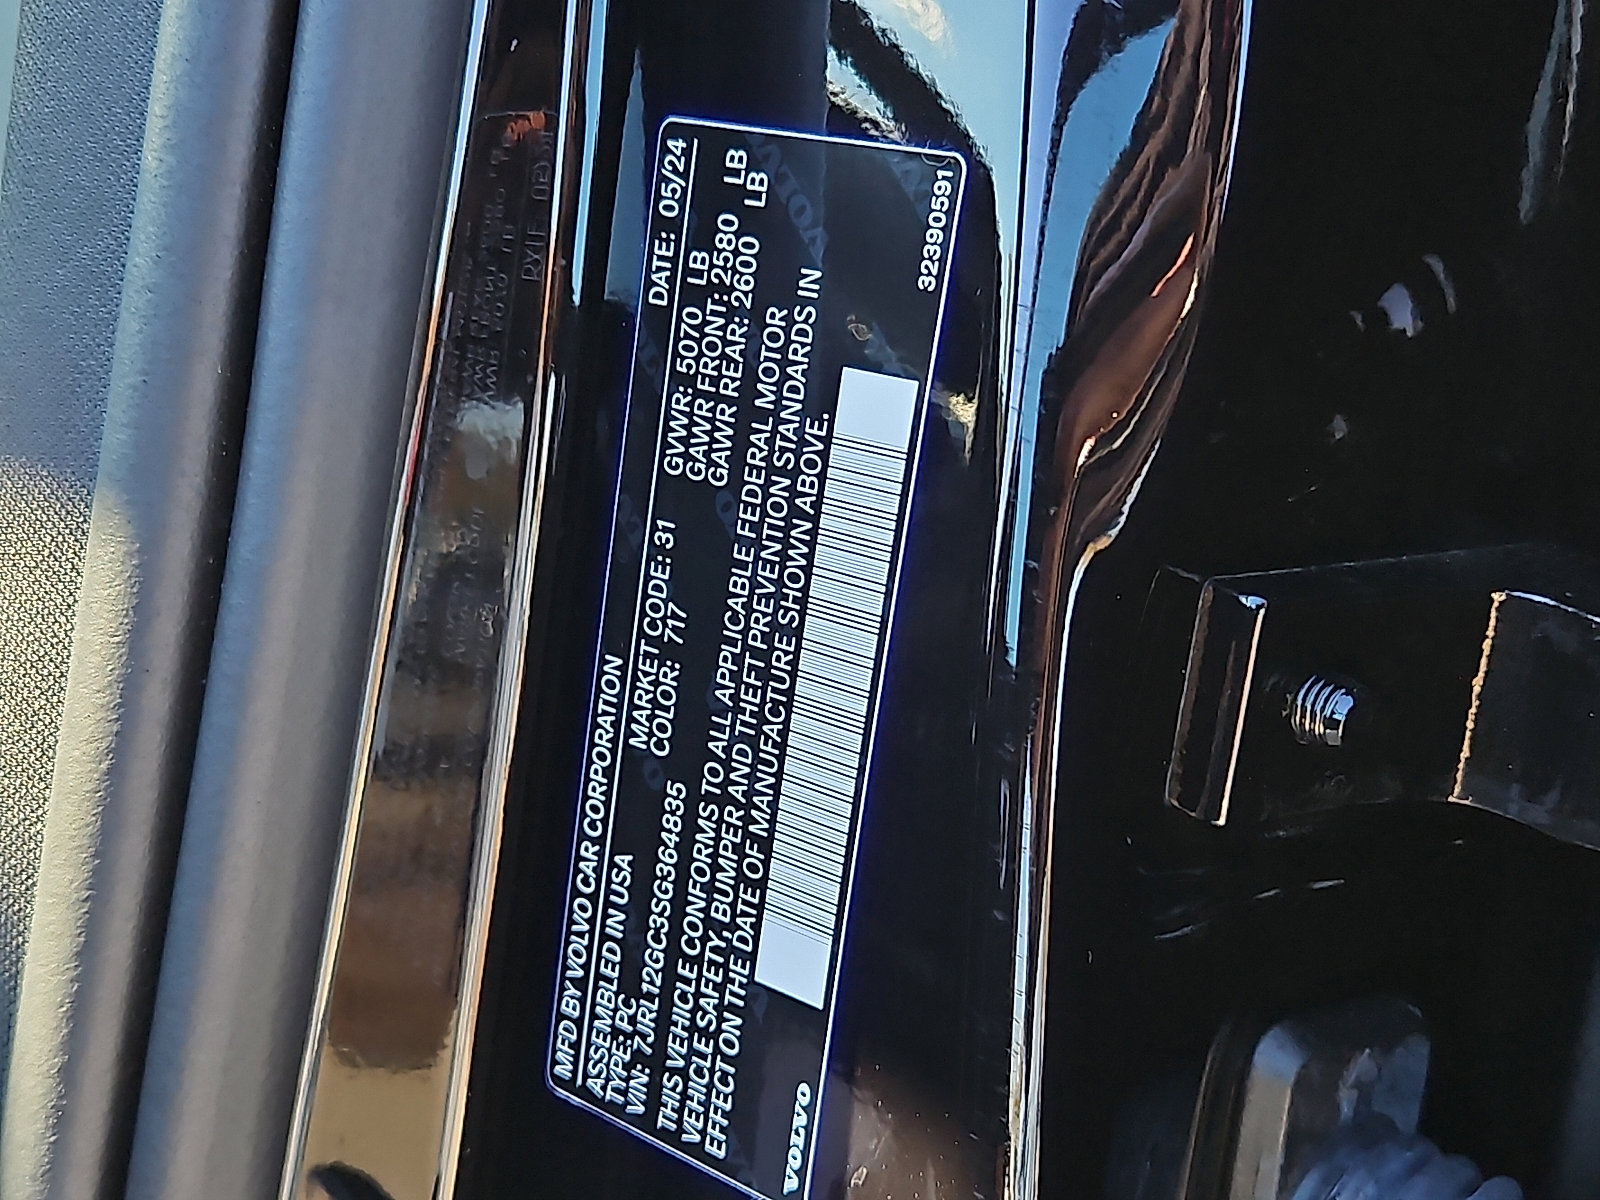 MFD BY VOLVO CAR CORPORATION DATE: 05/24
ASSEMBLED IN USA
TYPE: PC MARKET CODE: 31 GVWR: 5070 LB
VIN: 7JRL12GC3SG364835 COLOR: 717 GAWR FRONT: 2580 LB
GAWR REAR: 2600 LB
THIS VEHICLE CONFORMS TO ALL APPLICABLE FEDERAL MOTOR
VEHICLE SAFETY, BUMPER AND THEFT PREVENTION STANDARDS IN
EFFECT ON THE DATE OF MANUFACTURE SHOWN ABOVE.
VOLVO 32390591